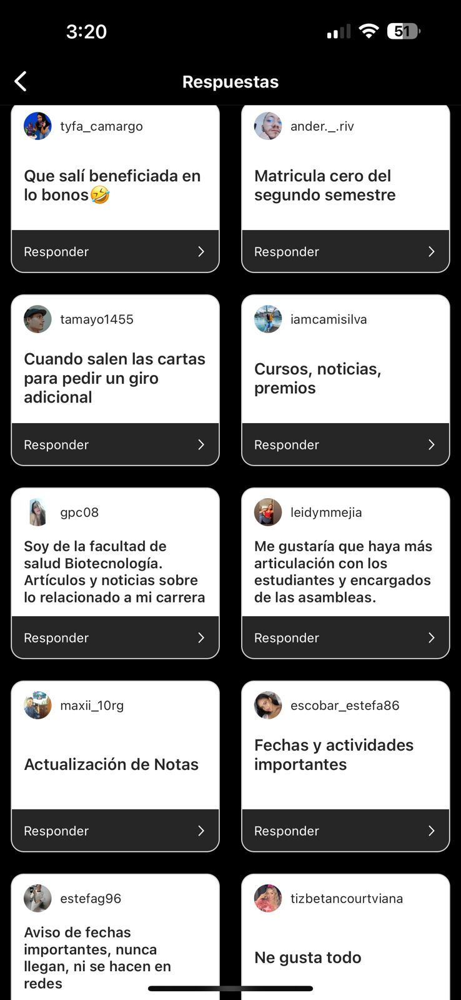 3:20
51
Respuestas
tyfa_camargo
Que salí beneficiada en
lo bonos🤣
Responder
ander._.riv
Matricula cero del
segundo semestre
Responder
tamayo1455
Cuando salen las cartas
para pedir un giro
adicional
Responder
iamcamisilva
Cursos, noticias,
premios
Responder
gpc08
Soy de la facultad de
salud Biotecnología.
Artículos y noticias sobre
lo relacionado a mi carrera
Responder
leidymmejia
Me gustaría que haya más
articulación con los
estudiantes y encargados
de las asambleas.
Responder
maxii_10rg
Actualización de Notas
Responder
escobar_estefa86
Fechas y actividades
importantes
Responder
estefag96
Aviso de fechas
importantes, nunca
llegan, ni se hacen en
redes
tizbetancourtviana
Ne gusta todo